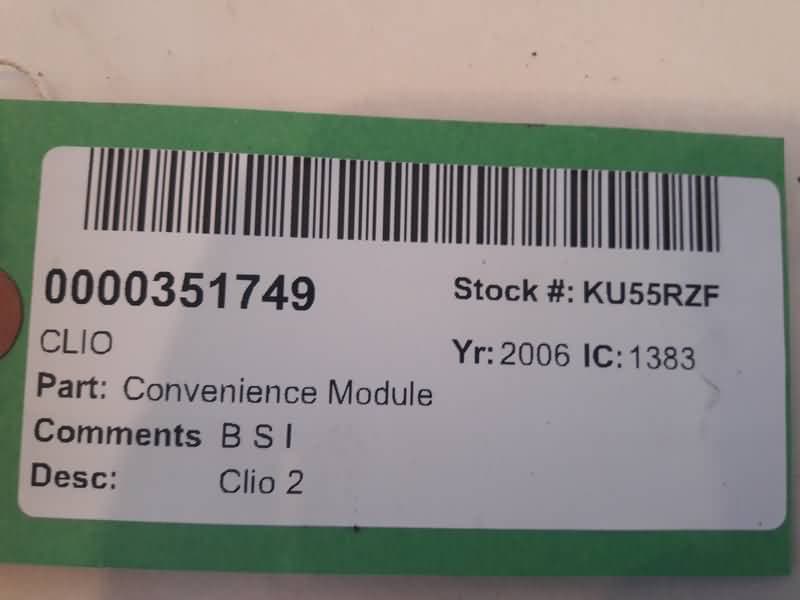 0000351749 Stock #: KU55RZF
CLIO Yr: 2006 IC: 1383
Part: Convenience Module
Comments B S I
Desc: Clio 2